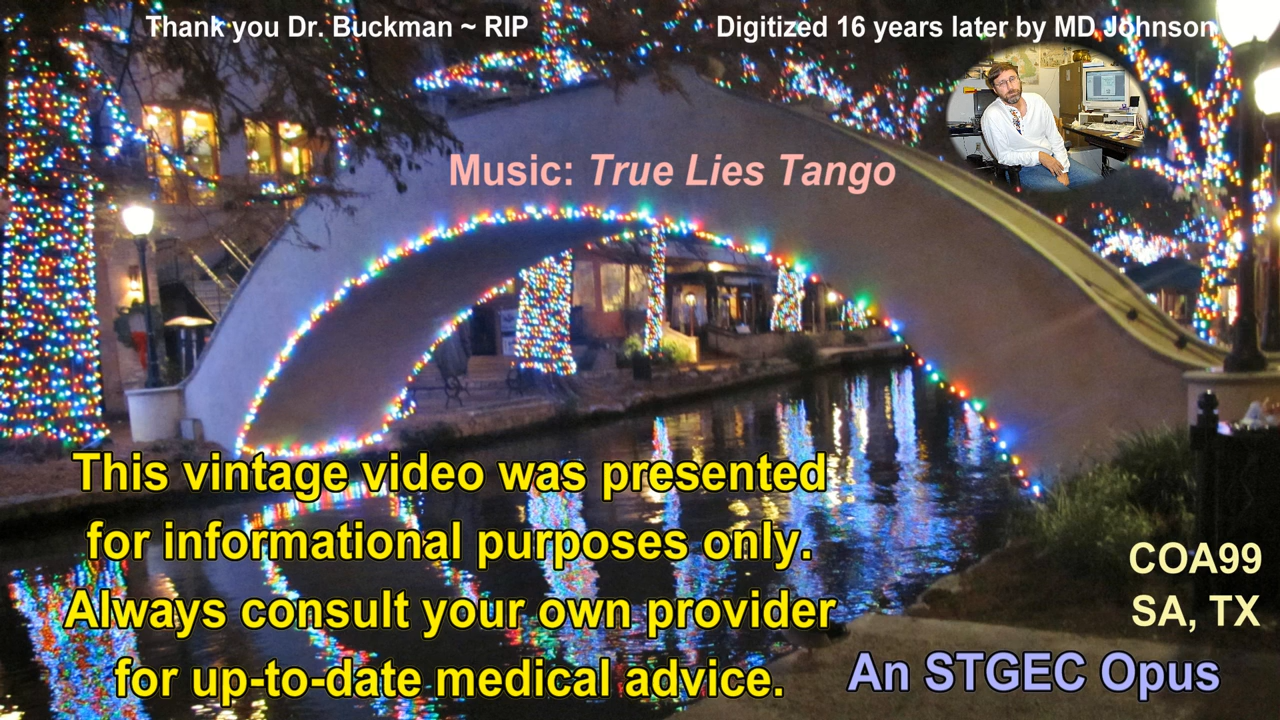 Thank you Dr. Buckman ~ RIP
Digitized 16 years later by MD Johnson
Music: True Lies Tango
This vintage video was presented
for informational purposes only.
Always consult your own provider
for up-to-date medical advice.
COA99
SA, TX
An STGEC Opus